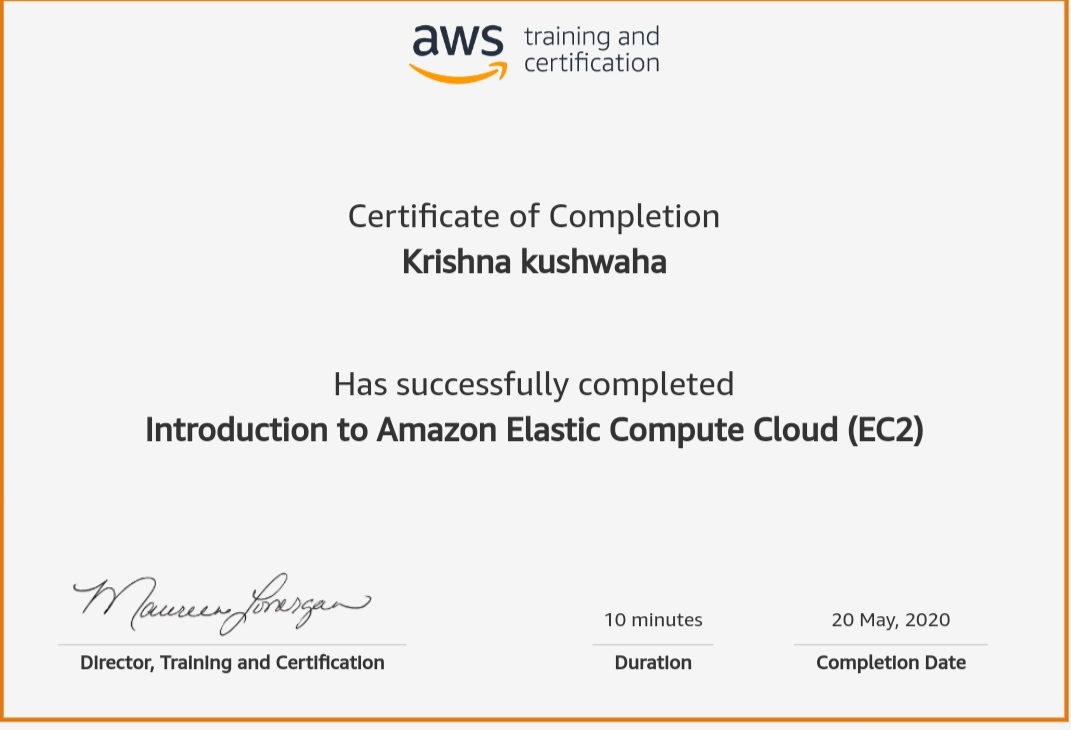 aws training and
certification
Certificate of Completion
Krishna kushwaha
Has successfully completed
Introduction to Amazon Elastic Compute Cloud (EC2)
Maureen Lonergan
Director, Training and Certification
10 minutes
Duration
20 May, 2020
Completion Date